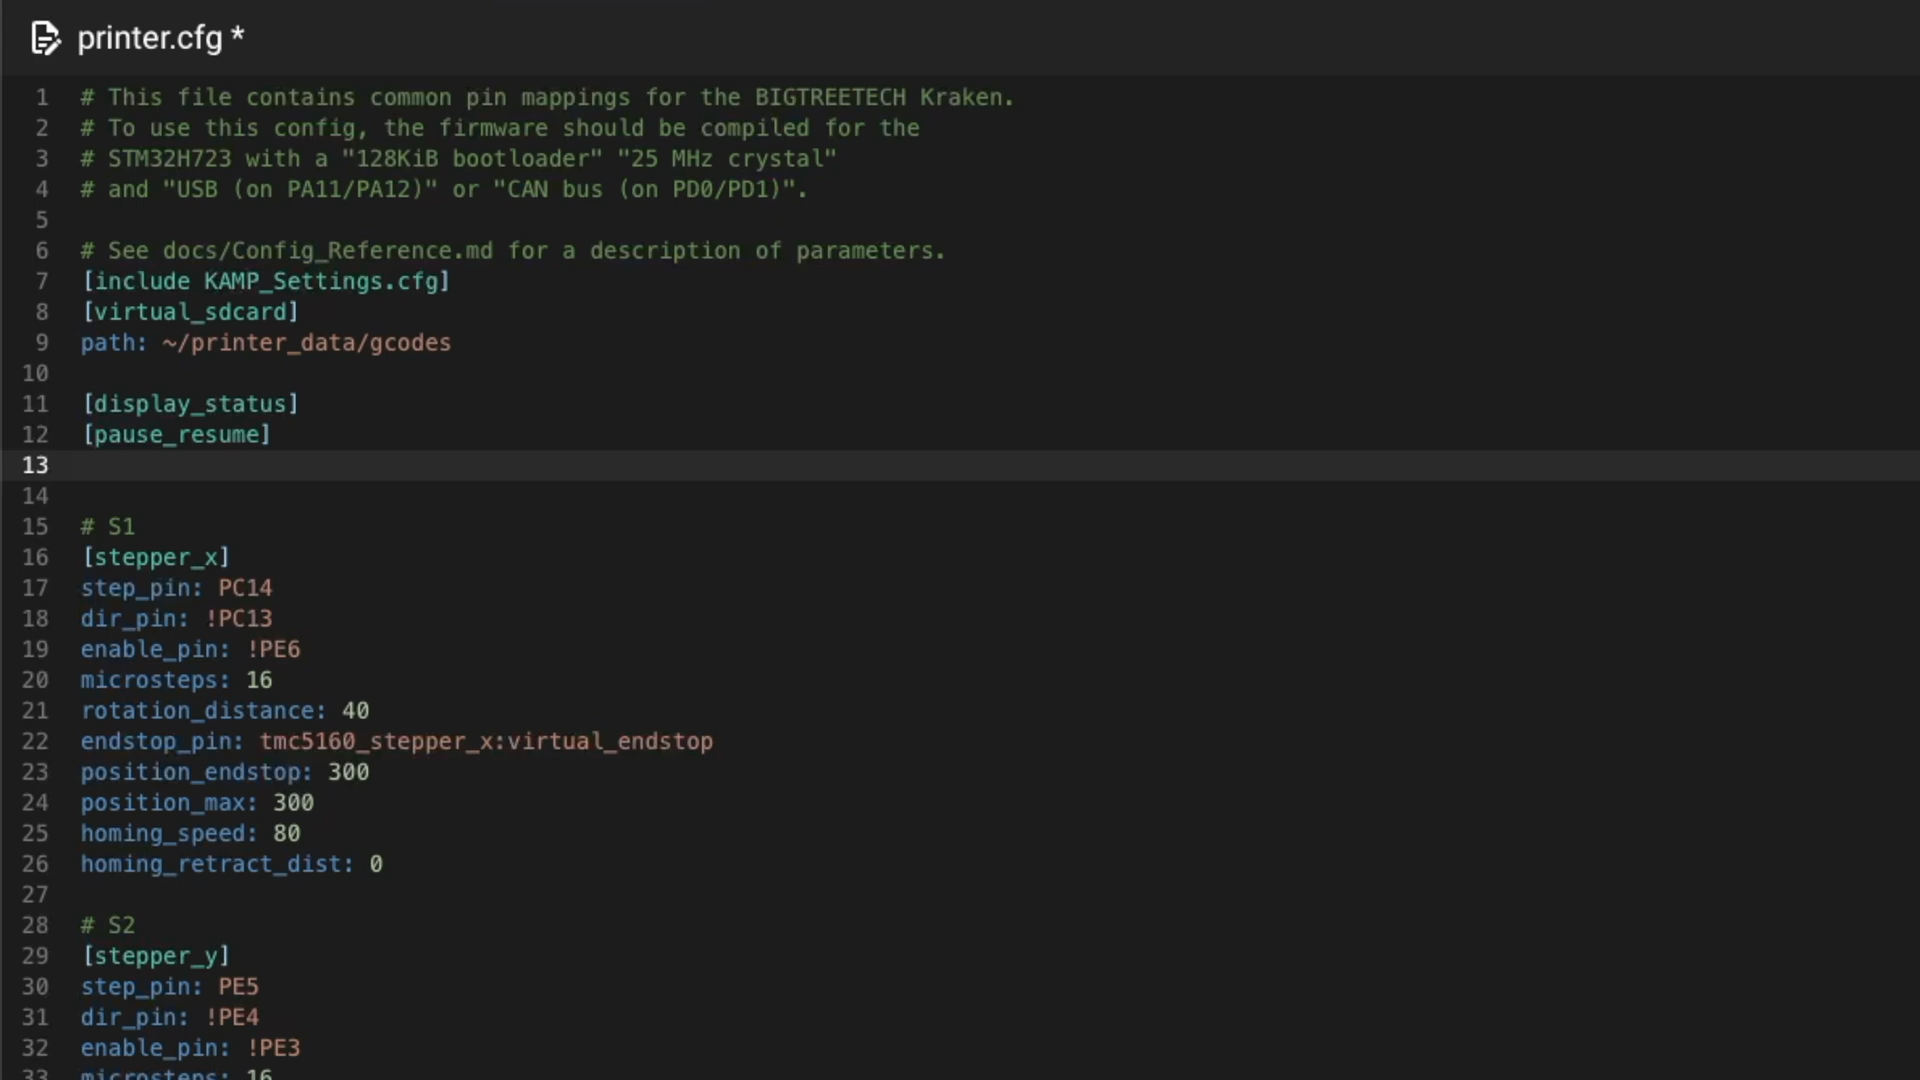 printer.cfg *
1 # This file contains common pin mappings for the BIGTREETECH Kraken.
2 # To use this config, the firmware should be compiled for the
3 # STM32H723 with a "128KiB bootloader" "25 MHz crystal"
4 # and "USB (on PA11/PA12)" or "CAN bus (on PD0/PD1)".
5
6 # See docs/Config_Reference.md for a description of parameters.
7 [include KAMP_Settings.cfg]
8 [virtual_sdcard]
9 path: ~/printer_data/gcodes
10
11 [display_status]
12 [pause_resume]
13
14
15 # S1
16 [stepper_x]
17 step_pin: PC14
18 dir_pin: !PC13
19 enable_pin: !PE6
20 microsteps: 16
21 rotation_distance: 40
22 endstop_pin: tmc5160_stepper_x:virtual_endstop
23 position_endstop: 300
24 position_max: 300
25 homing_speed: 80
26 homing_retract_dist: 0
27
28 # S2
29 [stepper_y]
30 step_pin: PE5
31 dir_pin: !PE4
32 enable_pin: !PE3
33 microsteps: 16